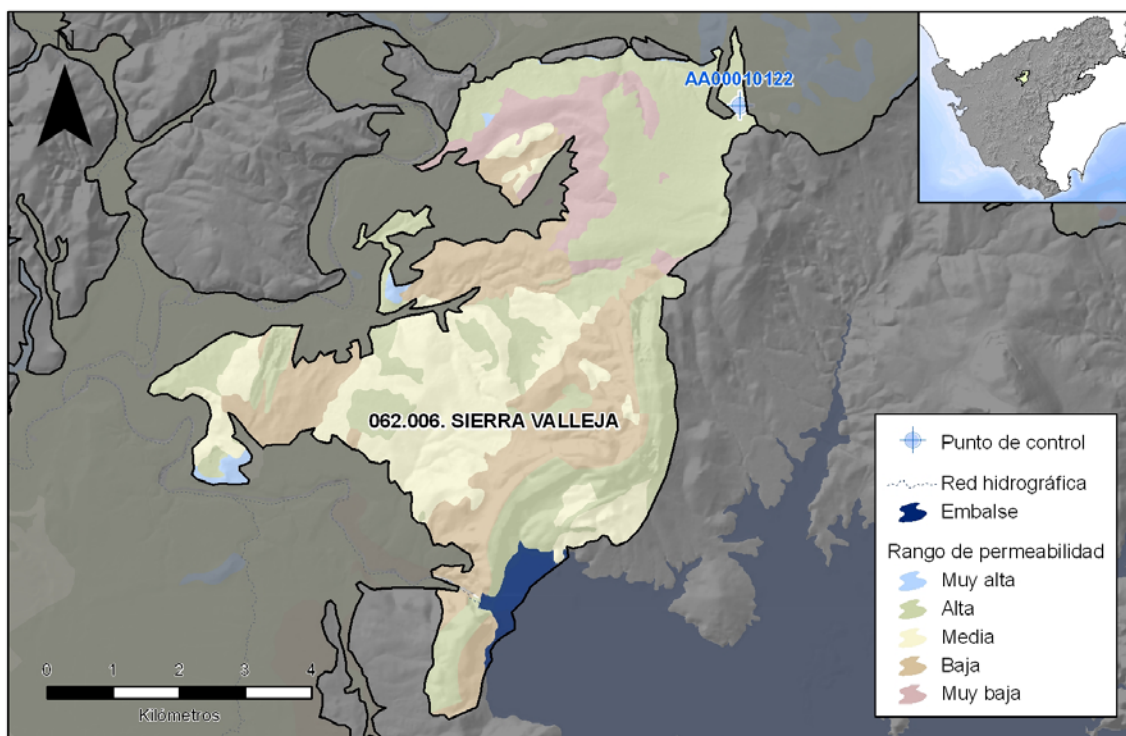 N
AA00010122
062.006. SIERRA VALLEJA
Punto de control
Red hidrográfica
Embalse
Rango de permeabilidad
Muy alta
Alta
Media
Baja
Muy baja
0 1 2 3 4
Kilómetros